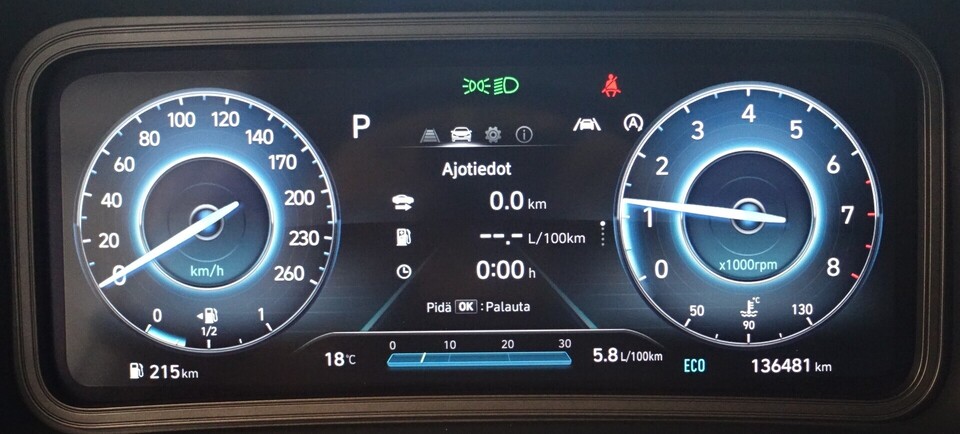 0
20
40
60
80
100
120
140
170
200
230
260
km/h
0
1/2
1
215 km
P
A
i
Ajotiedot
0.0 km
--.- L/100km
0:00 h
Pidä OK : Palauta
18°C
0 10 20 30
5.8 L/100km
0
1
2
3
4
5
6
7
8
x1000rpm
°C
50
90
130
ECO
136481 km